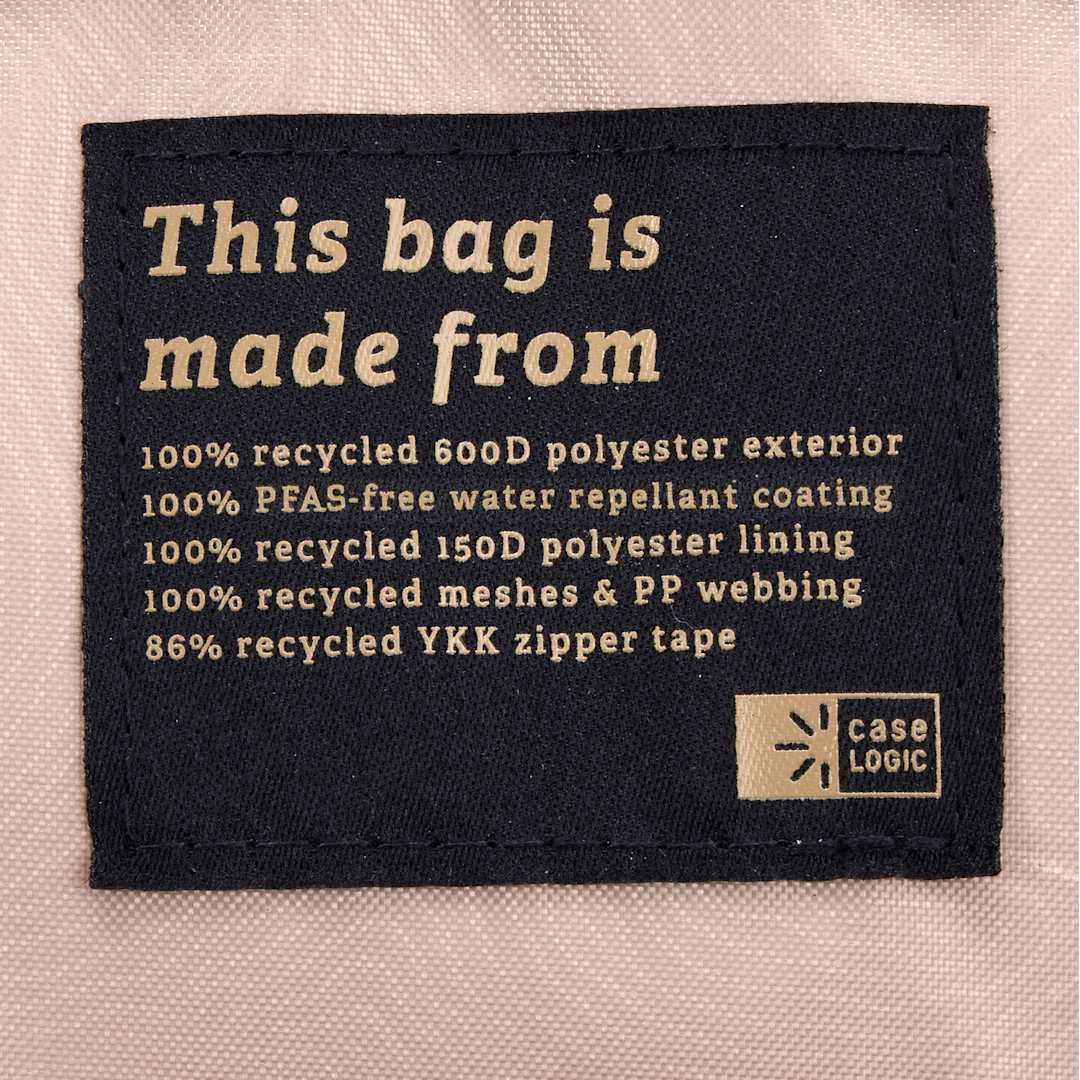 This bag is
made from
100% recycled 600D polyester exterior
100% PFAS-free water repellant coating
100% recycled 150D polyester lining
100% recycled meshes & PP webbing
86% recycled YKK zipper tape
case
LOGIC